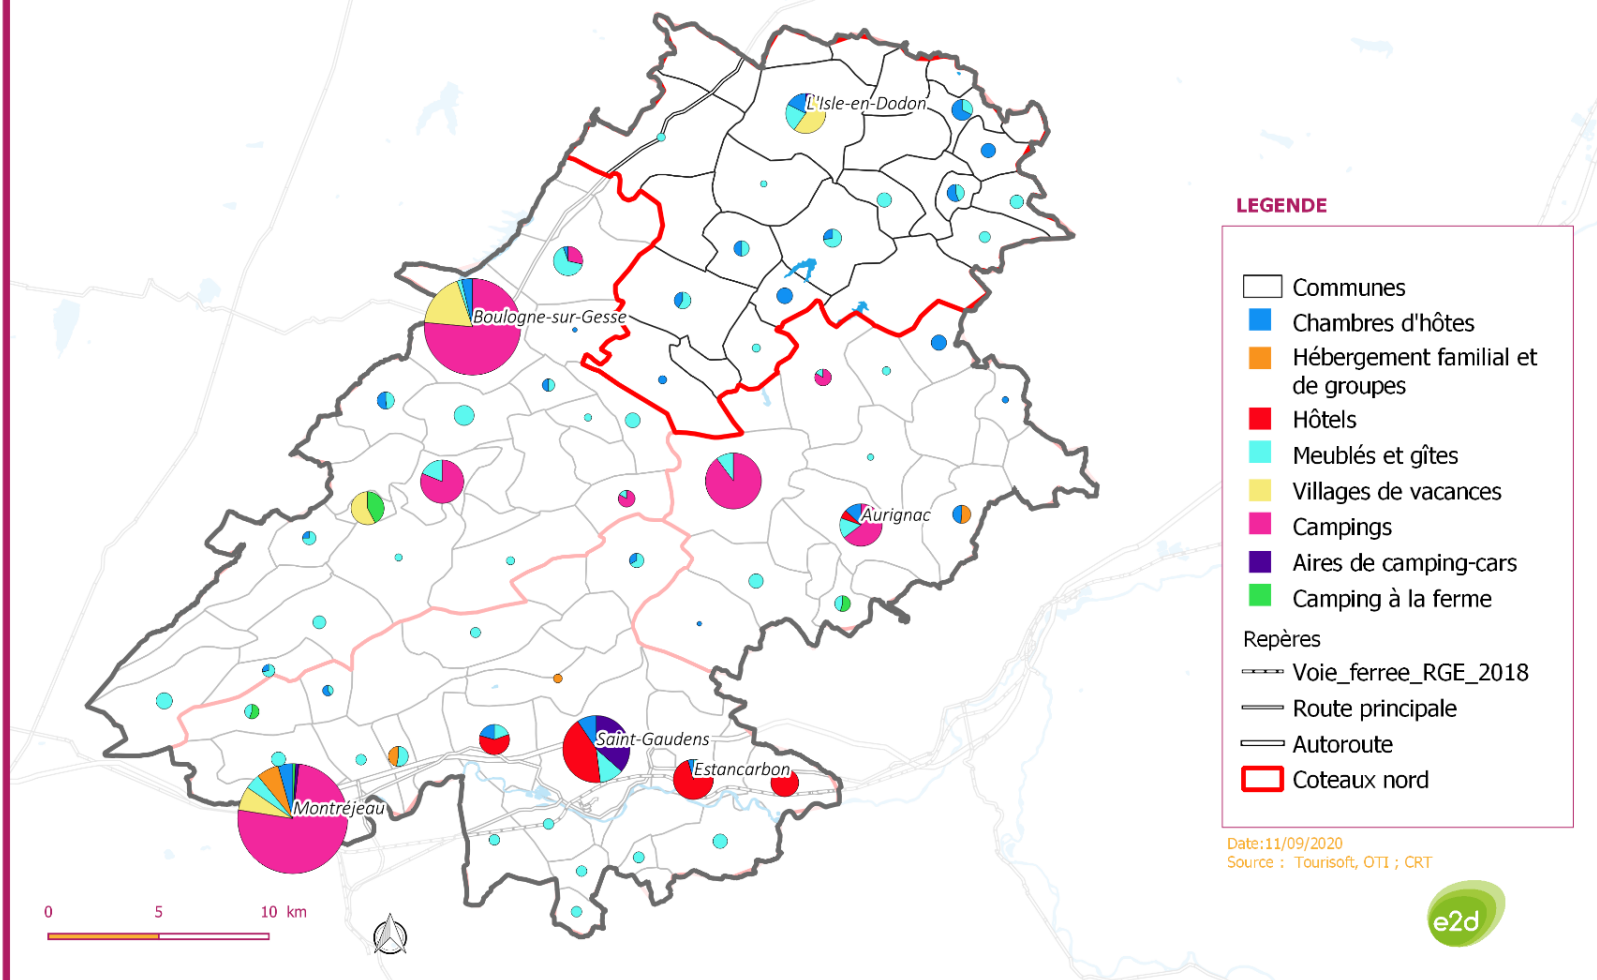 L'Isle-en-Dodon
Boulogne-sur-Gesse
Aurignac
Saint-Gaudens
Estancarbon
Montréjeau
0 5 10 km
LEGENDE
Communes
Chambres d'hôtes
Hébergement familial et
de groupes
Hôtels
Meublés et gîtes
Villages de vacances
Campings
Aires de camping-cars
Camping à la ferme
Repères
Voie_ferree_RGE_2018
Route principale
Autoroute
Coteaux nord
Date:11/09/2020
Source : Tourisoft, OTI ; CRT
e2d